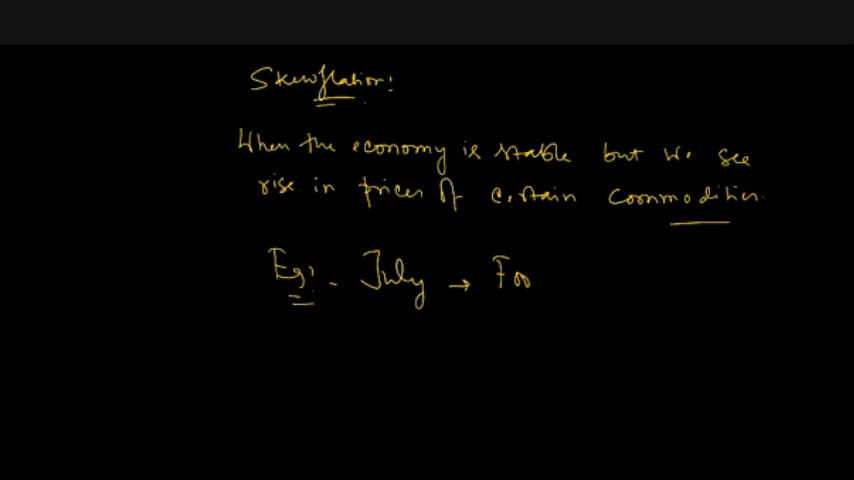 Skewflation:
When the economy is stable but we see
rise in prices of certain commodities.
Eg:- July → Foo